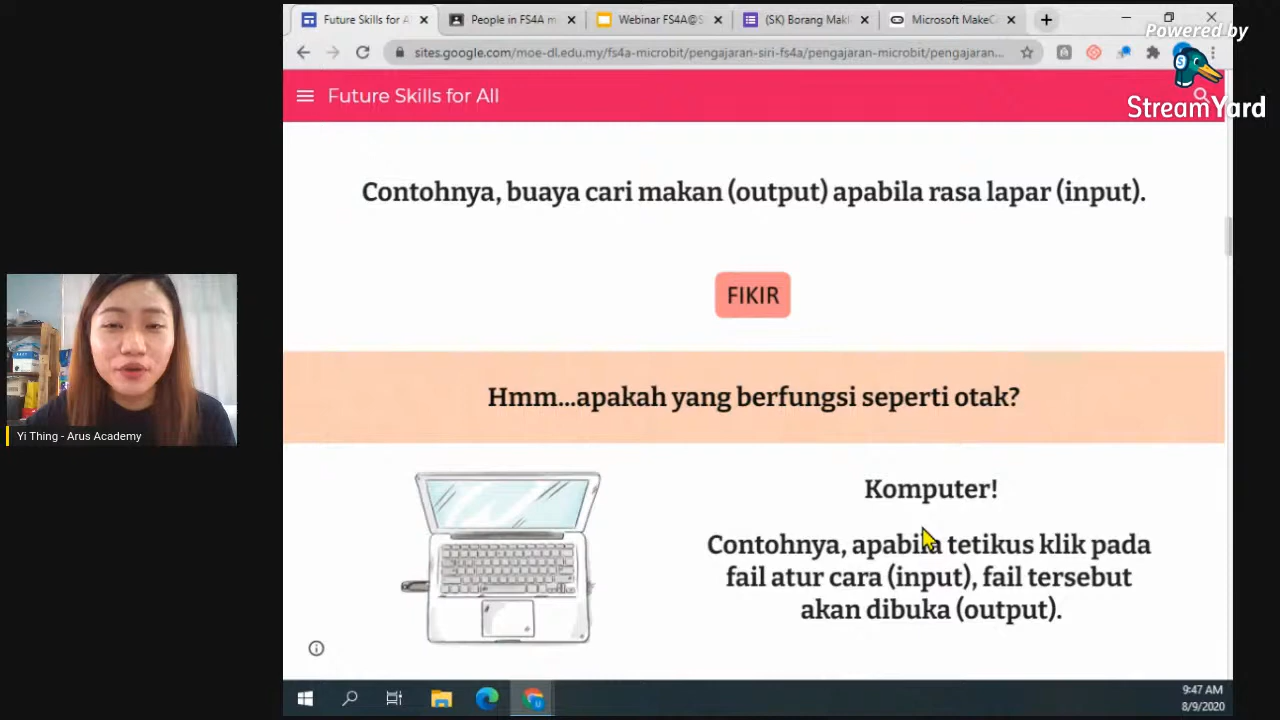 Future Skills for A
People in FS4A m
Webinar FS4A@S
(SK) Borang Mak
Microsoft MakeC
Powered by
StreamYard
sites.google.com/moe-dl.edu.my/fs4a-microbit/pengajaran-siri-fs4a/pengajaran-microbit/pengajaran...
Future Skills for All
Contohnya, buaya cari makan (output) apabila rasa lapar (input).
FIKIR
Hmm...apakah yang berfungsi seperti otak?
Yi Thing - Arus Academy
Komputer!
Contohnya, apabila tetikus klik pada
fail atur cara (input), fail tersebut
akan dibuka (output).
9:47 AM
8/9/2020